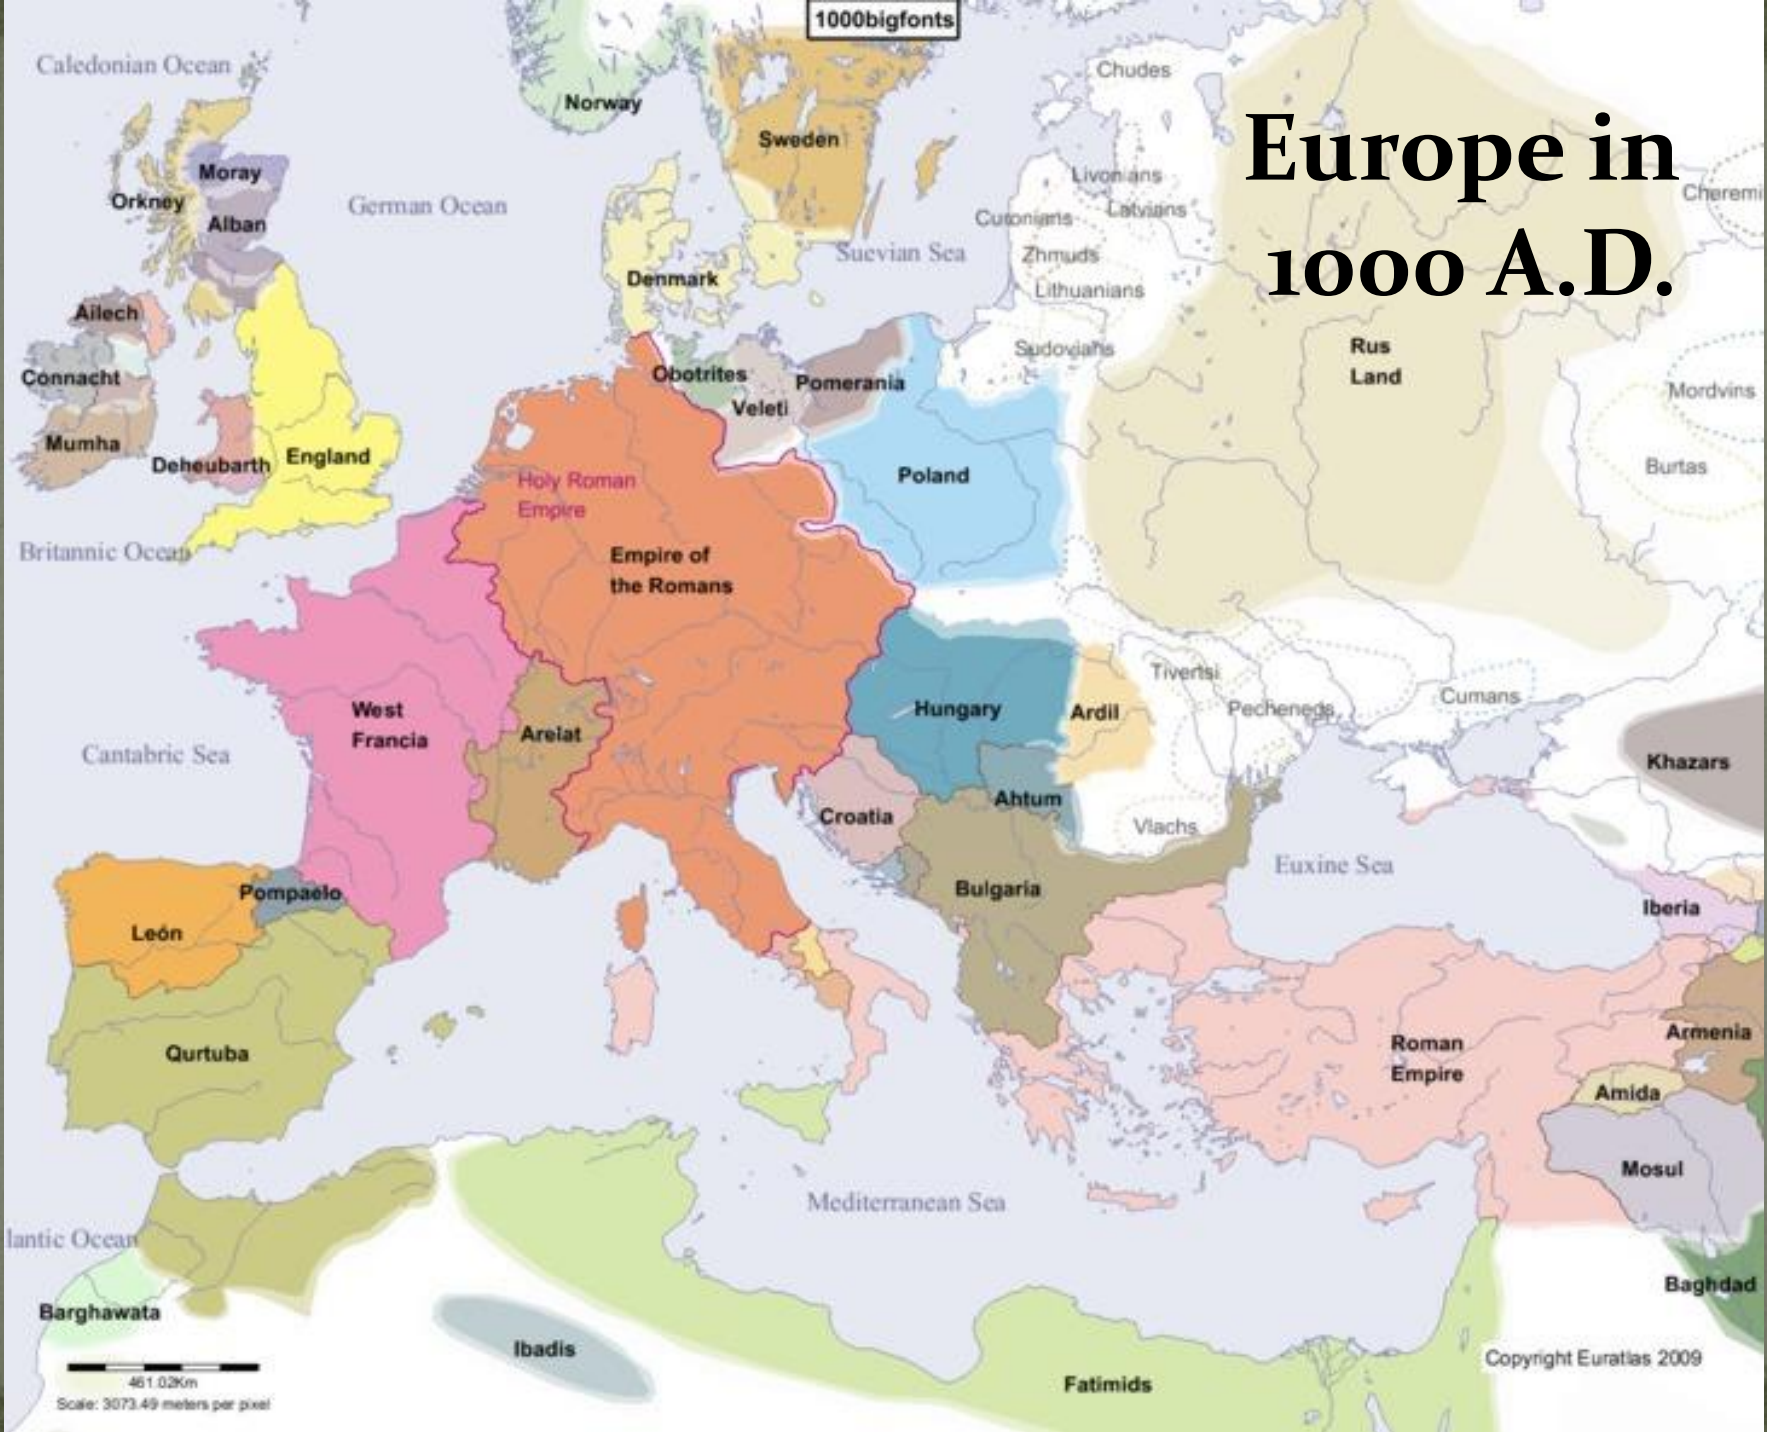 1000bigfonts
Caledonian Ocean
Chudes
Norway
Europe in
1000 A.D.
Sweden
Moray
Livonians
Cheremi
Orkney
German Ocean
Latvians
Curonians
Alban
Suevian Sea
Zhmuds
Denmark
Lithuanians
Ailech
Rus
Land
Sudovians
Connacht
Obotrites
Pomerania
Mordvins
Veleti
Mumha
England
Deheubarth
Burtas
Poland
Holy Roman
Empire
Britannic Ocean
Empire of
the Romans
Tivertsi
Cumans
West
Francia
Hungary
Ardil
Pechenegs
Arelat
Cantabric Sea
Khazars
Ahtum
Croatia
Vlachs
Euxine Sea
Pompaelo
Bulgaria
Iberia
León
Armenia
Qurtuba
Roman
Empire
Amida
Mosul
Mediterranean Sea
lantic Ocean
Baghdad
Barghawata
Ibadis
Copyright Euratlas 2009
461.02Km
Fatimids
Scale: 3073.49 meters per pixel